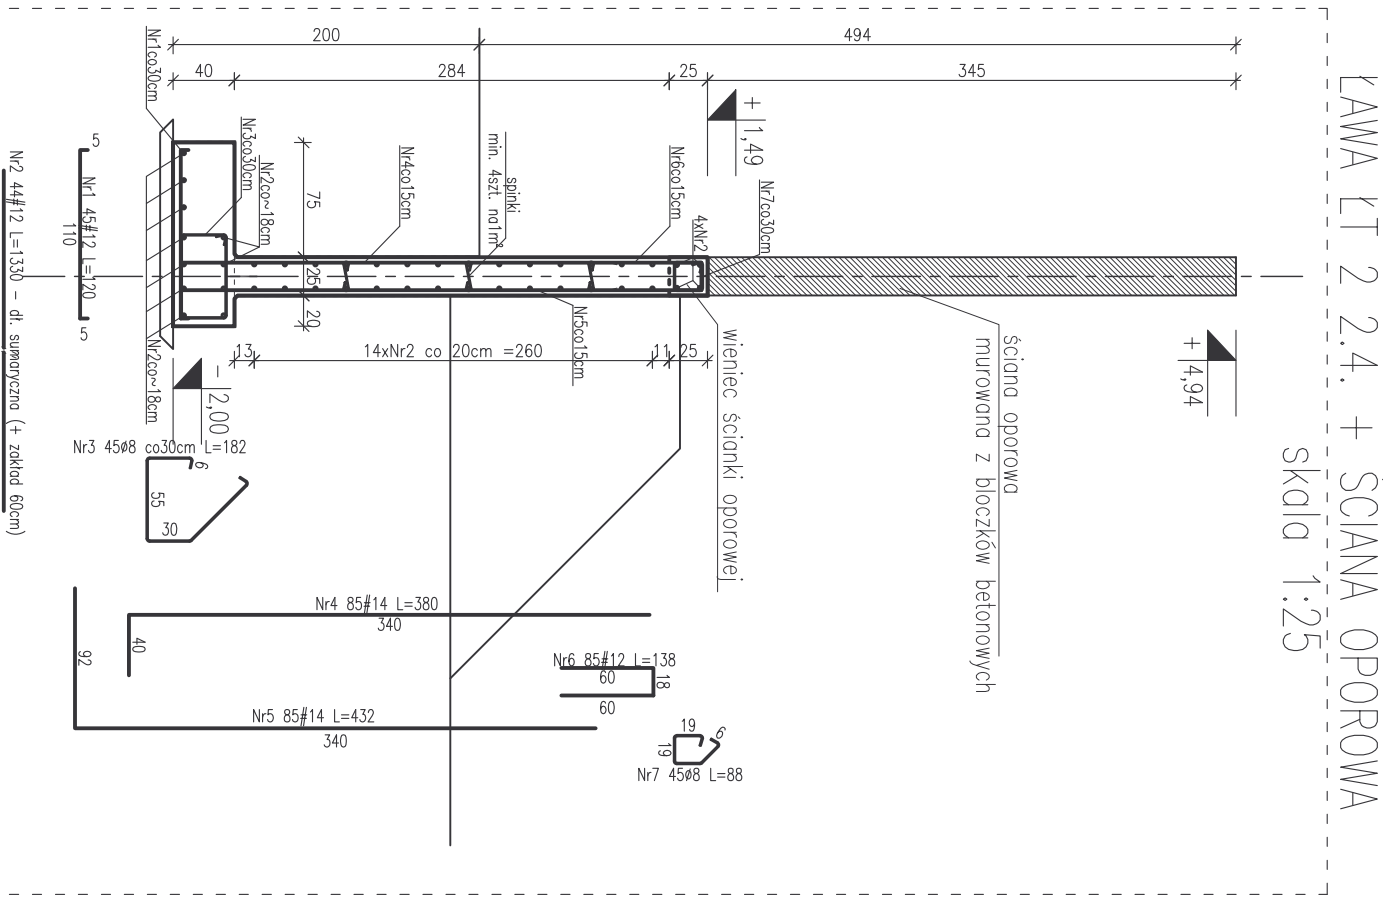 ŁAWA ŁT 2 2.4. + ŚCIANA OPOROWA
Skala 1:25
200
494
40
284
25
345
+ 1,49
+ 4,94
- 2,00
Nr1co30cm
Nr3co30cm
Nr2co~18cm
Nr4co15cm
spinki
min. 4szt. na1m²
Nr6co15cm
4xNr2
Nr7co30cm
75
25
20
5
Nr1 45#12 L=120
110
5
Nr2co~18cm
13
14xNr2 co 20cm =260
11
25
Nr5co15cm
wieniec ścianki oporowej
Ściana oporowa
murowana z bloczków betonowych
Nr2 44#12 L=1330 - dł. sumaryczna (+ zakład 60cm)
Nr3 45ø8 co30cm L=182
6
55
30
Nr4 85#14 L=380
340
40
92
Nr5 85#14 L=432
340
Nr6 85#12 L=138
60
18
60
19
6
19
Nr7 45ø8 L=88